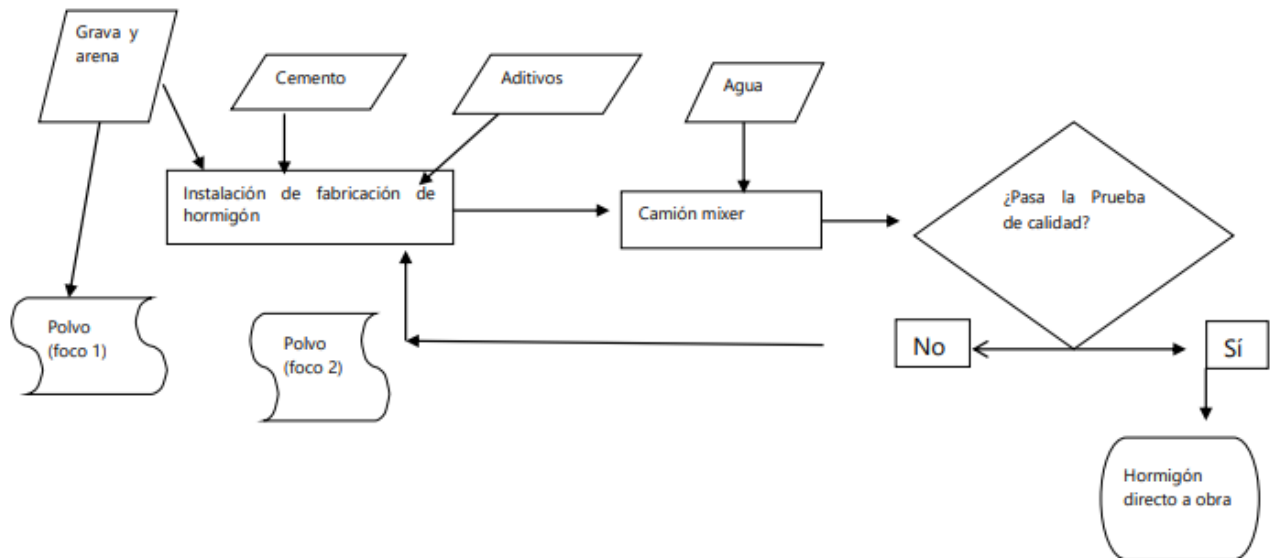 Grava y
arena
Cemento
Aditivos
Agua
Instalación de fabricación de
hormigón
Camión mixer
¿Pasa la Prueba
de calidad?
Polvo
(foco 1)
Polvo
(foco 2)
No
Sí
Hormigón
directo a obra